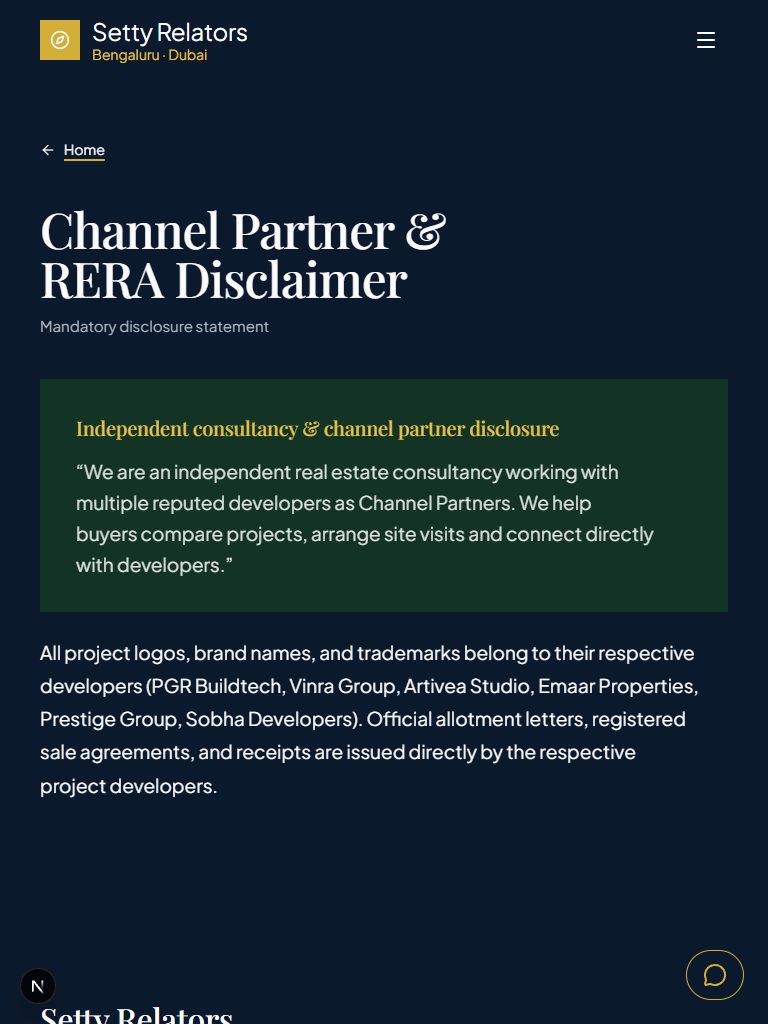 Setty Relators
Bengaluru · Dubai
Home
Channel Partner &
RERA Disclaimer
Mandatory disclosure statement
Independent consultancy & channel partner disclosure
“We are an independent real estate consultancy working with
multiple reputed developers as Channel Partners. We help
buyers compare projects, arrange site visits and connect directly
with developers.”
All project logos, brand names, and trademarks belong to their respective
developers (PGR Buildtech, Vinra Group, Artivea Studio, Emaar Properties,
Prestige Group, Sobha Developers). Official allotment letters, registered
sale agreements, and receipts are issued directly by the respective
project developers.
N
Setty Relators